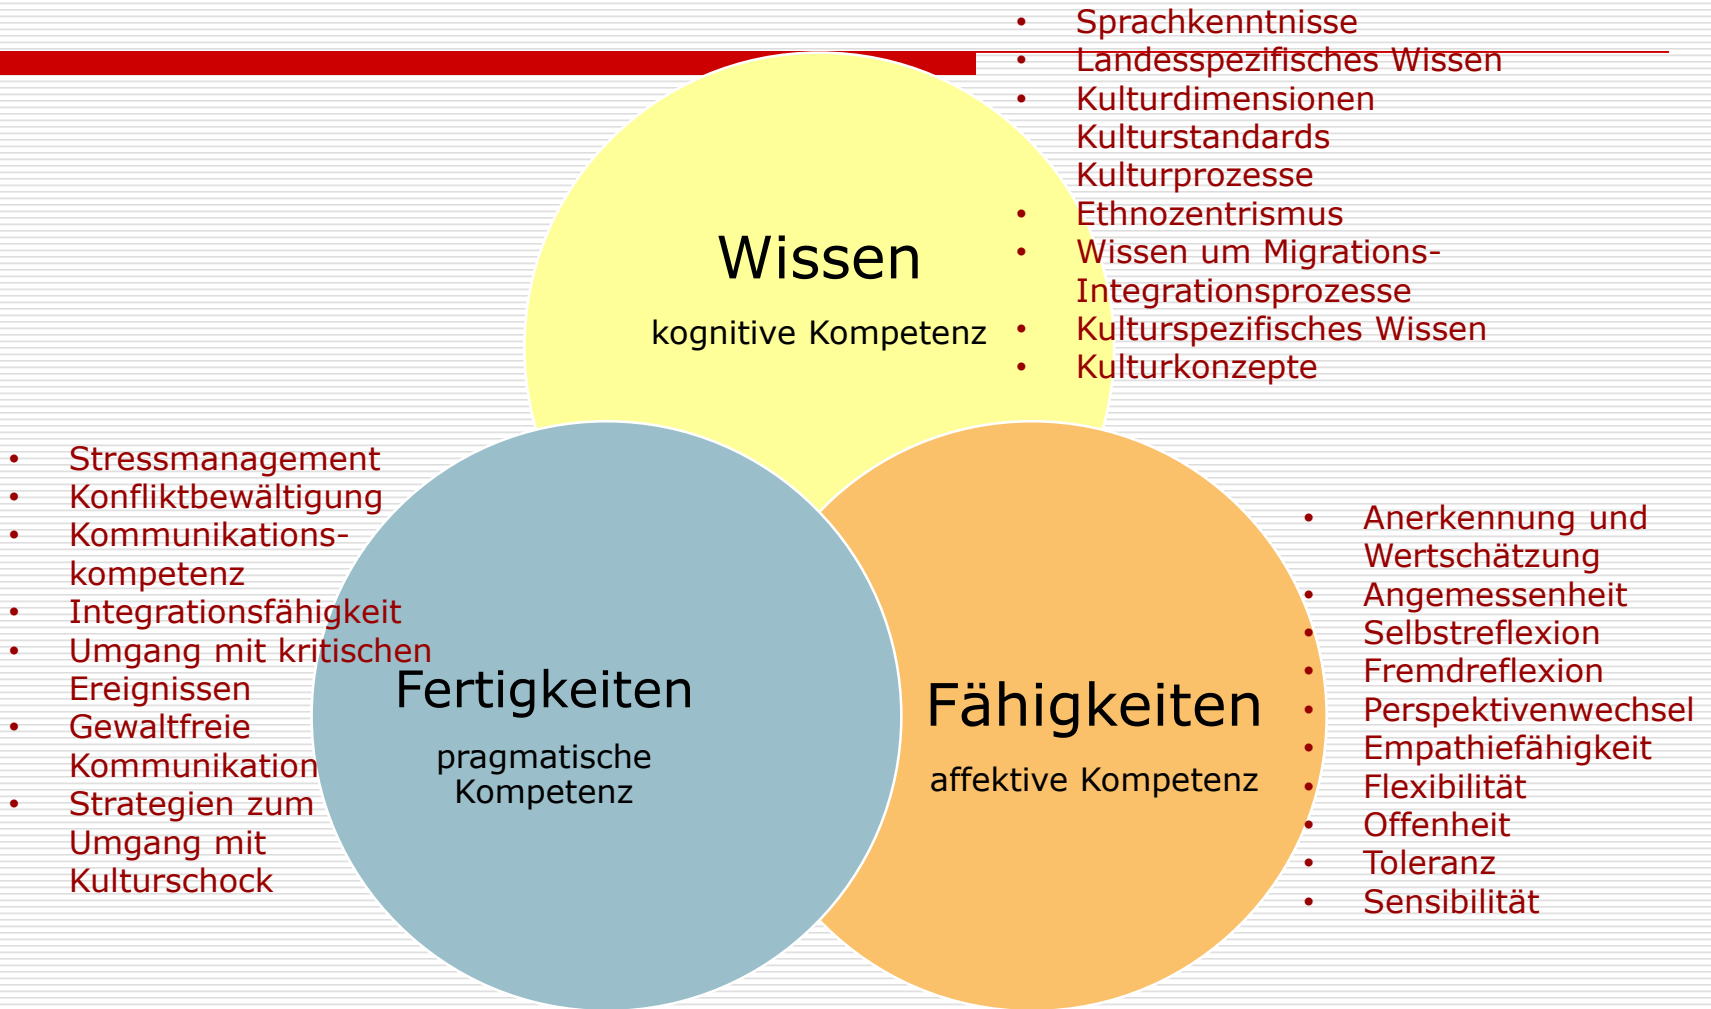 • Sprachkenntnisse
• Landesspezifisches Wissen
• Kulturdimensionen
Kulturstandards
Kulturprozesse
• Ethnozentrismus
• Wissen um Migrations-
Integrationsprozesse
• Kulturspezifisches Wissen
• Kulturkonzepte
Wissen
kognitive Kompetenz
• Stressmanagement
• Konfliktbewältigung
• Kommunikations-
kompetenz
• Integrationsfähigkeit
• Umgang mit kritischen
Ereignissen
• Gewaltfreie
Kommunikation
• Strategien zum
Umgang mit
Kulturschock
Fertigkeiten
pragmatische
Kompetenz
Fähigkeiten
affektive Kompetenz
• Anerkennung und
Wertschätzung
• Angemessenheit
• Selbstreflexion
• Fremdreflexion
• Perspektivenwechsel
• Empathiefähigkeit
• Flexibilität
• Offenheit
• Toleranz
• Sensibilität